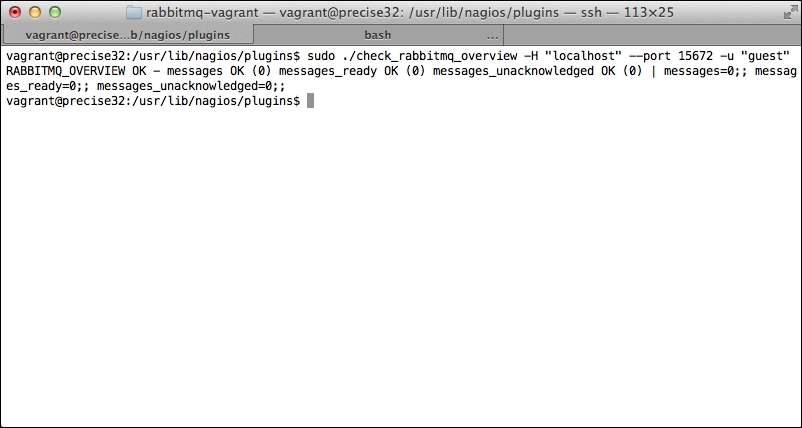 rabbitmq-vagrant — vagrant@precise32: /usr/lib/nagios/plugins — ssh — 113×25
vagrant@precise...b/nagios/plugins bash ...
vagrant@precise32:/usr/lib/nagios/plugins$ sudo ./check_rabbitmq_overview -H "localhost" --port 15672 -u "guest"
RABBITMQ_OVERVIEW OK - messages OK (0) messages_ready OK (0) messages_unacknowledged OK (0) | messages=0;; messag
es_ready=0;; messages_unacknowledged=0;;
vagrant@precise32:/usr/lib/nagios/plugins$